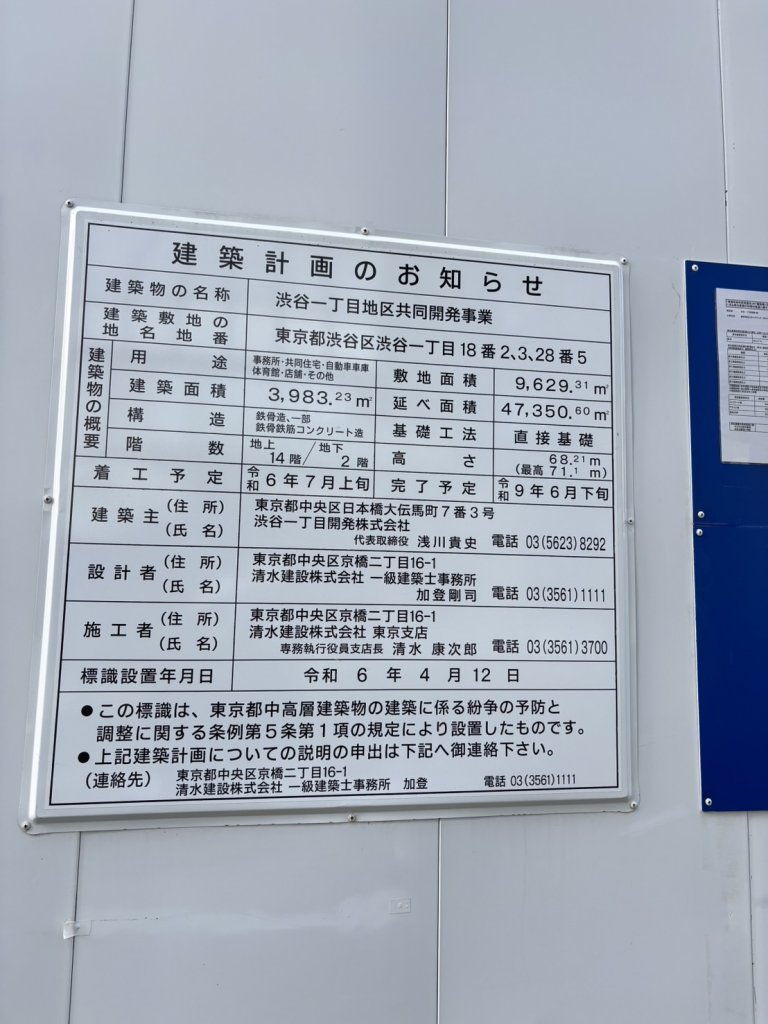 建築計画のお知らせ
建築物の名称 渋谷一丁目地区共同開発事業
建築敷地の地名地番 東京都渋谷区渋谷一丁目18番2、3、28番5
建築物の概要
用途 事務所・共同住宅・自動車車庫 体育館・店舗・その他 敷地面積 9,629.31㎡
建築面積 3,983.23㎡ 延べ面積 47,350.60㎡
構造 鉄骨造、一部 鉄骨鉄筋コンクリート造 基礎工法 直接基礎
階数 地上14階/地下2階 高さ 68.21m (最高 71.1m)
着工予定 令和6年7月上旬 完了予定 令和9年6月下旬
建築主 (住所) 東京都中央区日本橋大伝馬町7番3号
(氏名) 渋谷一丁目開発株式会社
代表取締役 浅川貴史 電話 03(5623)8292
設計者 (住所) 東京都中央区京橋二丁目16-1
(氏名) 清水建設株式会社 一級建築士事務所
加登剛司 電話 03(3561)1111
施工者 (住所) 東京都中央区京橋二丁目16-1
(氏名) 清水建設株式会社 東京支店
専務執行役員支店長 清水 康次郎 電話 03(3561)3700
標識設置年月日 令和 6 年 4 月 12 日
●この標識は、東京都中高層建築物の建築に係る紛争の予防と
調整に関する条例第5条第1項の規定により設置したものです。
●上記建築計画についての説明の申出は下記へ御連絡下さい。
(連絡先) 東京都中央区京橋二丁目16-1
清水建設株式会社 一級建築士事務所 加登 電話 03(3561)1111